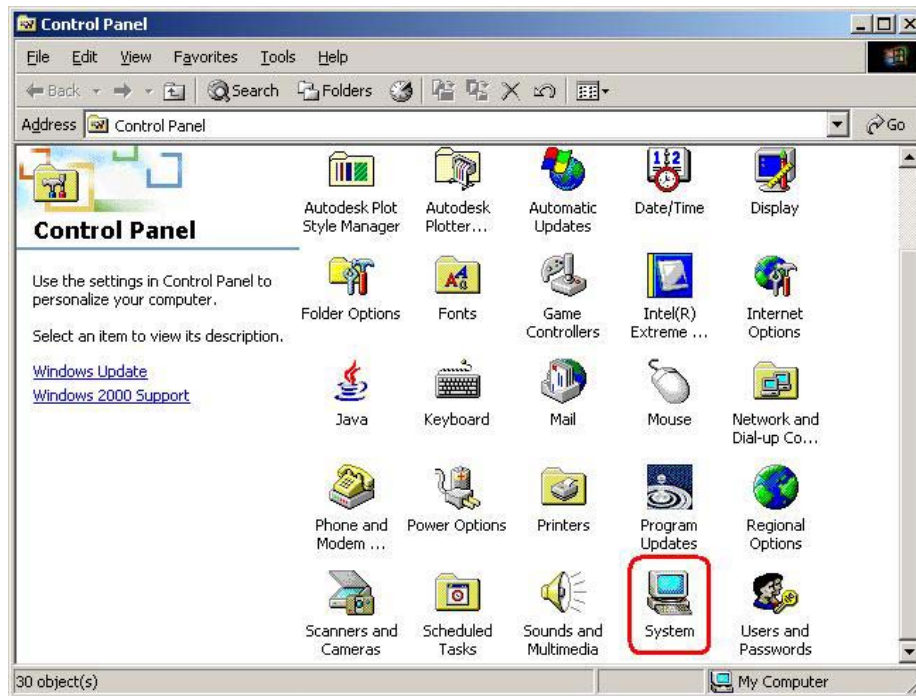 Control Panel
File Edit View Favorites Tools Help
Back Search Folders
Address Control Panel Go
Control Panel
Use the settings in Control Panel to
personalize your computer.
Select an item to view its description.
Windows Update
Windows 2000 Support
Autodesk Plot
Style Manager
Autodesk
Plotter...
Automatic
Updates
Date/Time
Display
Folder Options
Fonts
Game
Controllers
Intel(R)
Extreme ...
Internet
Options
Java
Keyboard
Mail
Mouse
Network and
Dial-up Co...
Phone and
Modem ...
Power Options
Printers
Program
Updates
Regional
Options
Scanners and
Cameras
Scheduled
Tasks
Sounds and
Multimedia
System
Users and
Passwords
30 object(s) My Computer